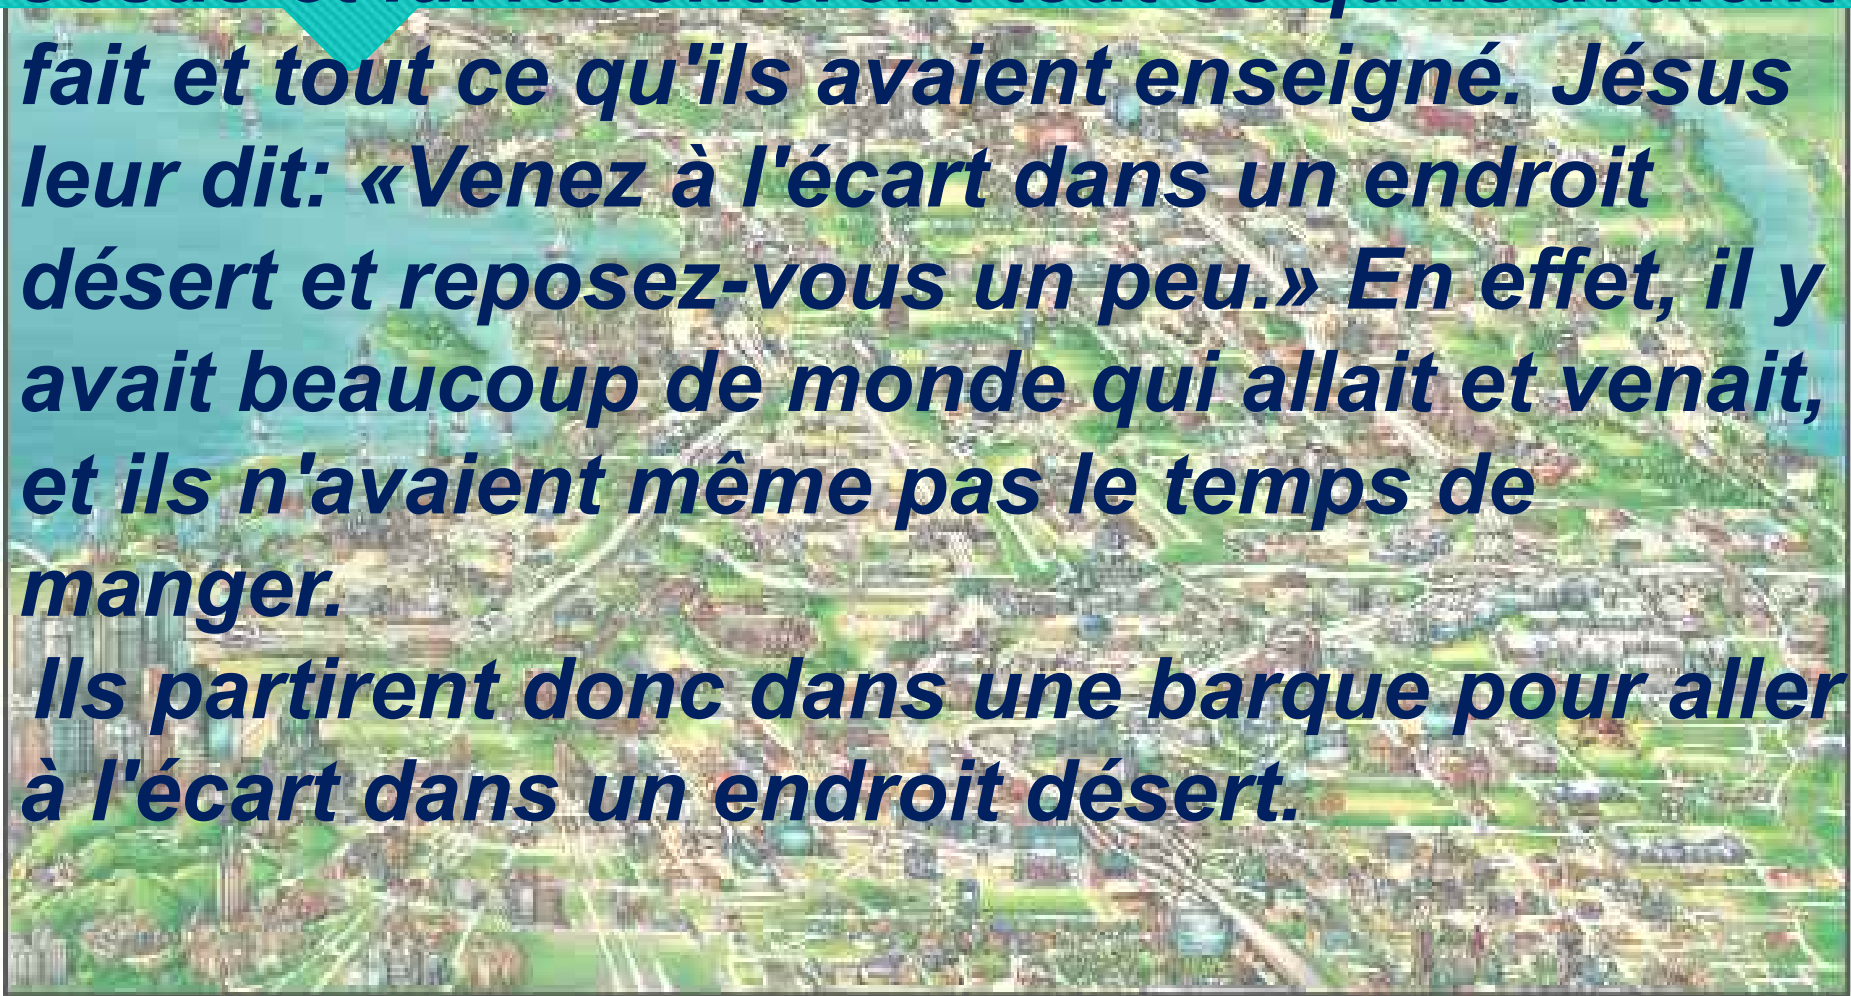 fait et tout ce qu'ils avaient enseigné. Jésus
leur dit: «Venez à l'écart dans un endroit
désert et reposez-vous un peu.» En effet, il y
avait beaucoup de monde qui allait et venait,
et ils n'avaient même pas le temps de
manger.
Ils partirent donc dans une barque pour aller
à l'écart dans un endroit désert.